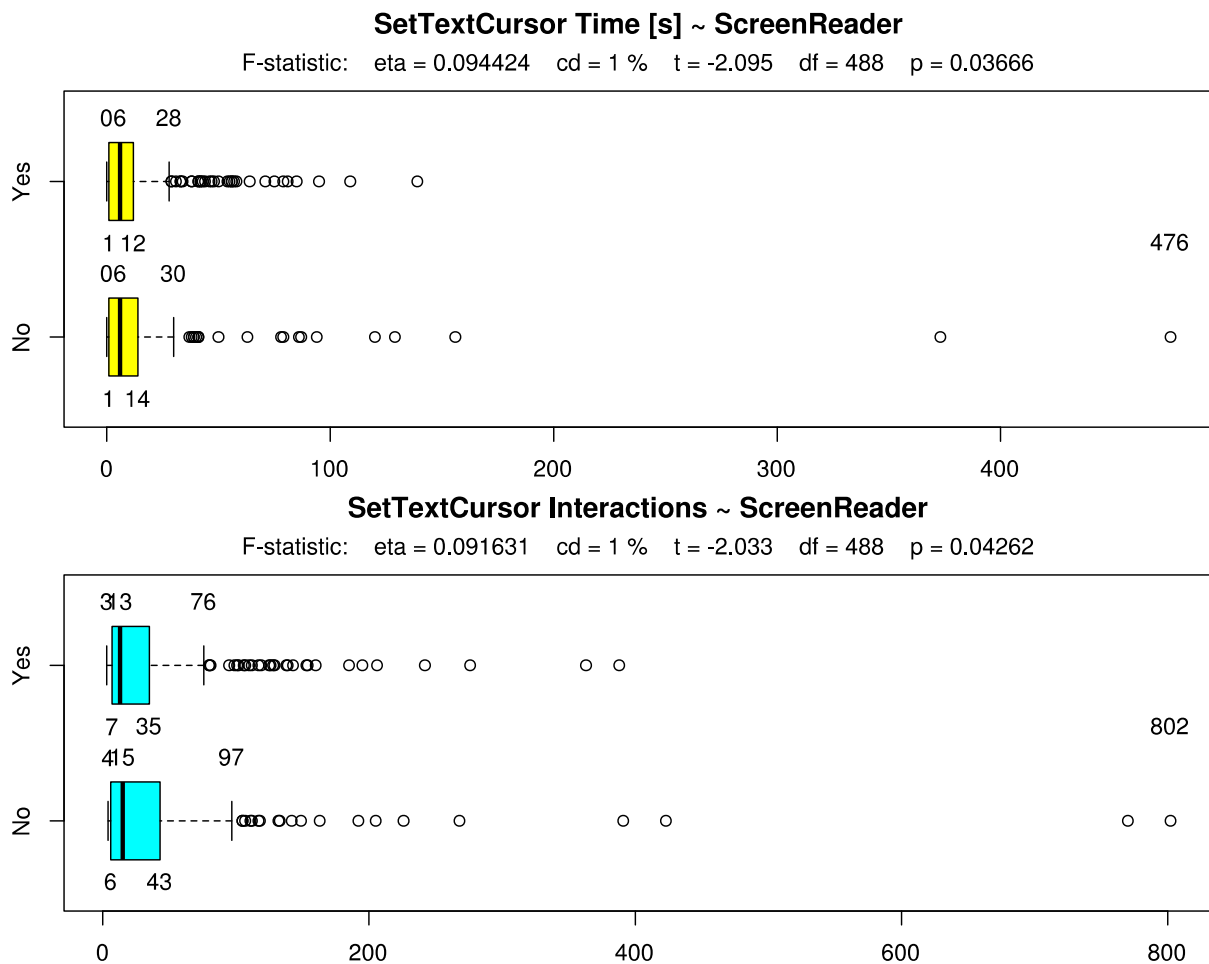 SetTextCursor Time [s] ~ ScreenReader
F-statistic: eta = 0.094424 cd = 1 % t = -2.095 df = 488 p = 0.03666
06 28
Yes
1 12
476
06 30
No
1 14
0 100 200 300 400
SetTextCursor Interactions ~ ScreenReader
F-statistic: eta = 0.091631 cd = 1 % t = -2.033 df = 488 p = 0.04262
3 13 76
Yes
7 35
802
4 15 97
No
6 43
0 200 400 600 800